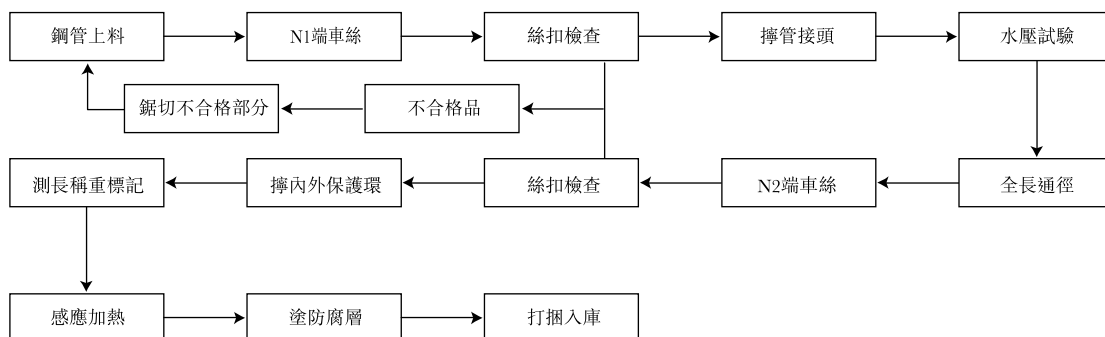 鋼管上料
N1端車絲
絲扣檢查
擰管接頭
水壓試驗
鋸切不合格部分
不合格品
測長稱重標記
擰內外保護環
絲扣檢查
N2端車絲
全長通徑
感應加熱
塗防腐層
打捆入庫